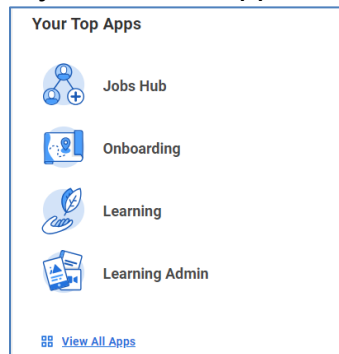 Your Top Apps
Jobs Hub
Onboarding
Learning
Learning Admin
View All Apps